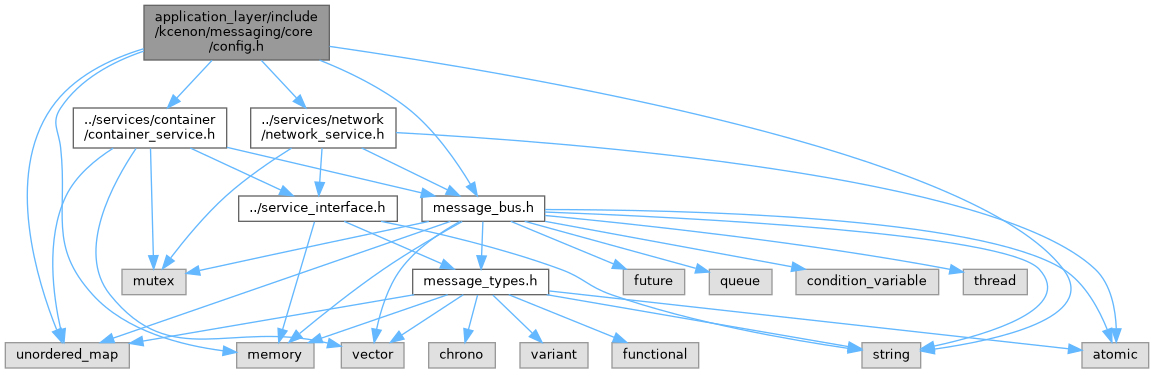 application_layer/include
/kcenon/messaging/core
/config.h
../services/container
/container_service.h
../services/network
/network_service.h
../service_interface.h
message_bus.h
mutex
message_types.h
future
queue
condition_variable
thread
unordered_map
memory
vector
chrono
variant
functional
string
atomic